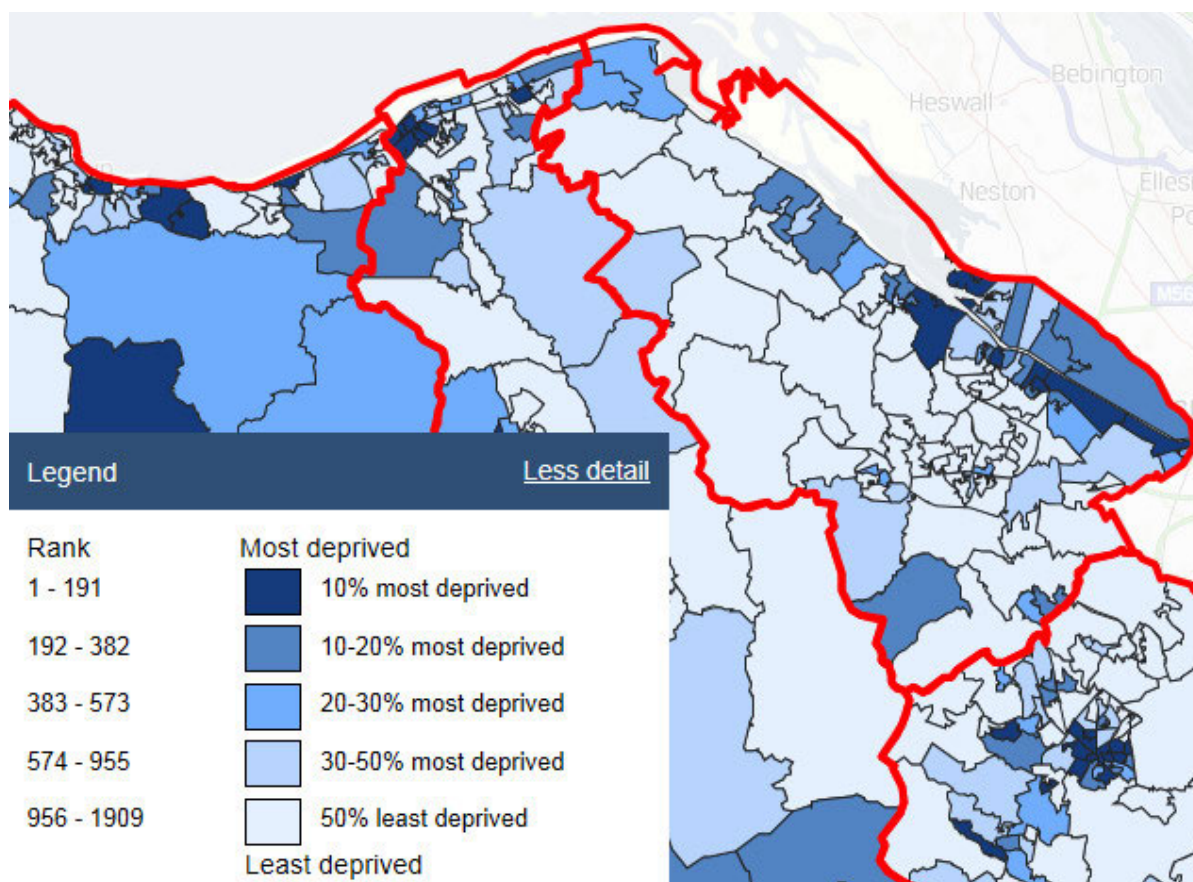 Bebington
Heswall
Neston
M56
Legend
Less detail
Rank
Most deprived
1 - 191
10% most deprived
192 - 382
10-20% most deprived
383 - 573
20-30% most deprived
574 - 955
30-50% most deprived
956 - 1909
50% least deprived
Least deprived